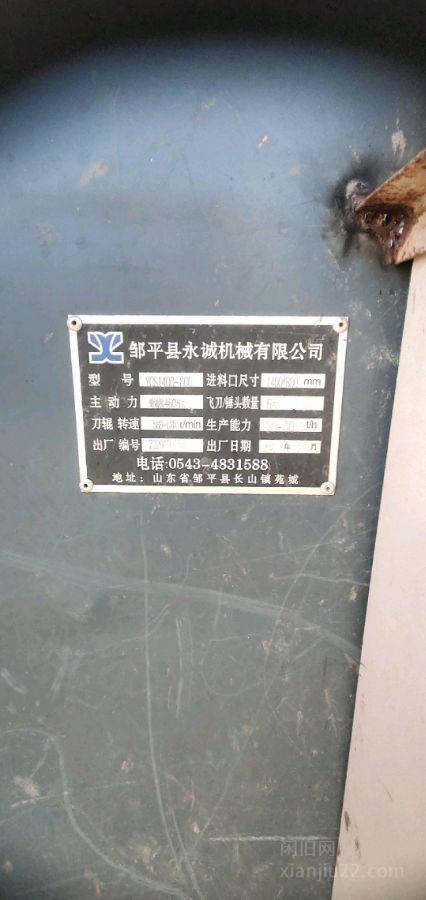 邹平县永诚机械有限公司
型 号 进料口尺寸 mm
主 动 力 飞刀/锤头数量
刀辊 转速 r/min 生产能力 t/h
出厂 编号 出厂日期 年 月
电话:0543-4831588
地址: 山东省邹平县长山镇苑城
闲旧网
xianjiu22.com